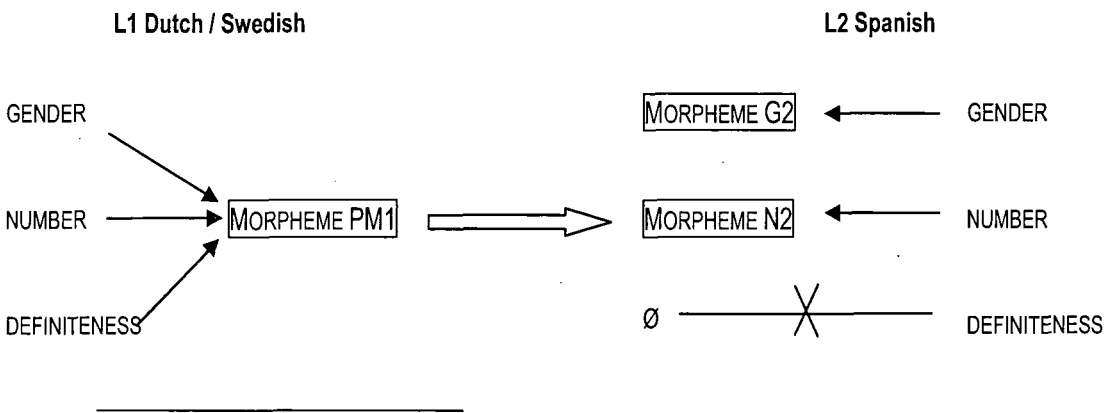 L1 Dutch / Swedish L2 Spanish
GENDER MORPHEME G2 GENDER
NUMBER MORPHEME PM1 MORPHEME N2 NUMBER
DEFINITENESS Ø DEFINITENESS